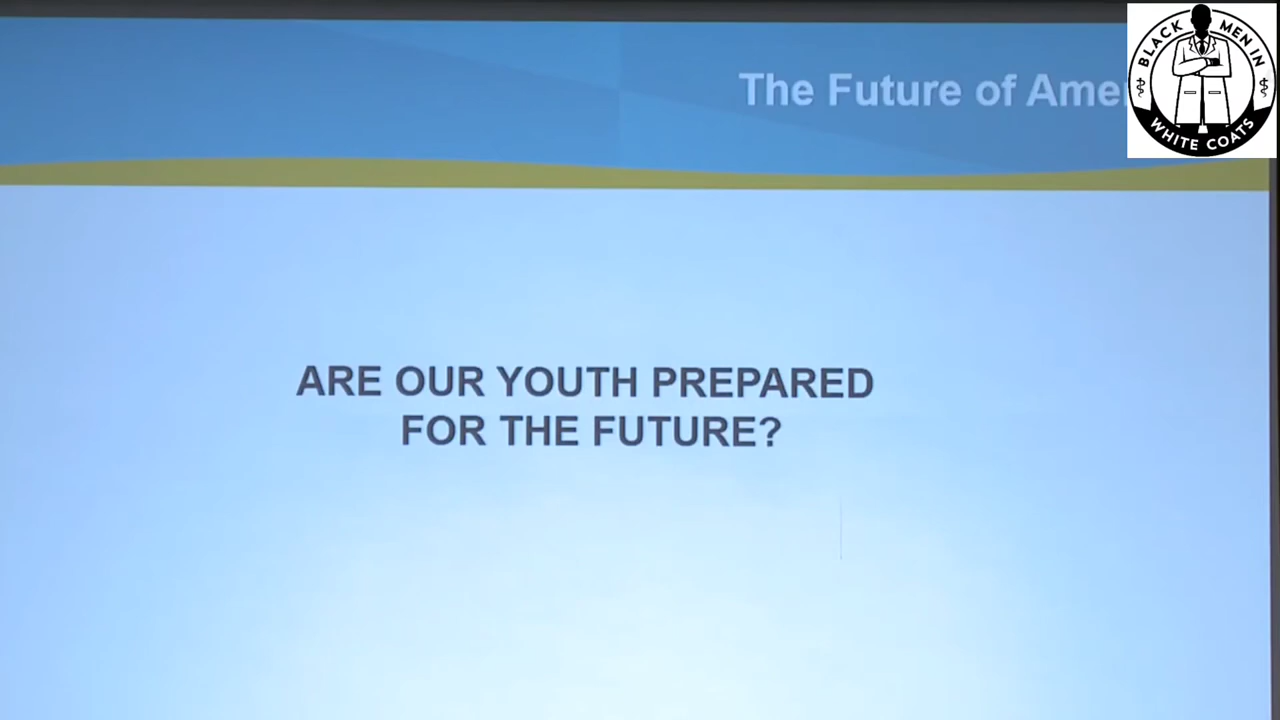 The Future of
BLACK MEN IN
WHITE COATS
ARE OUR YOUTH PREPARED
FOR THE FUTURE?